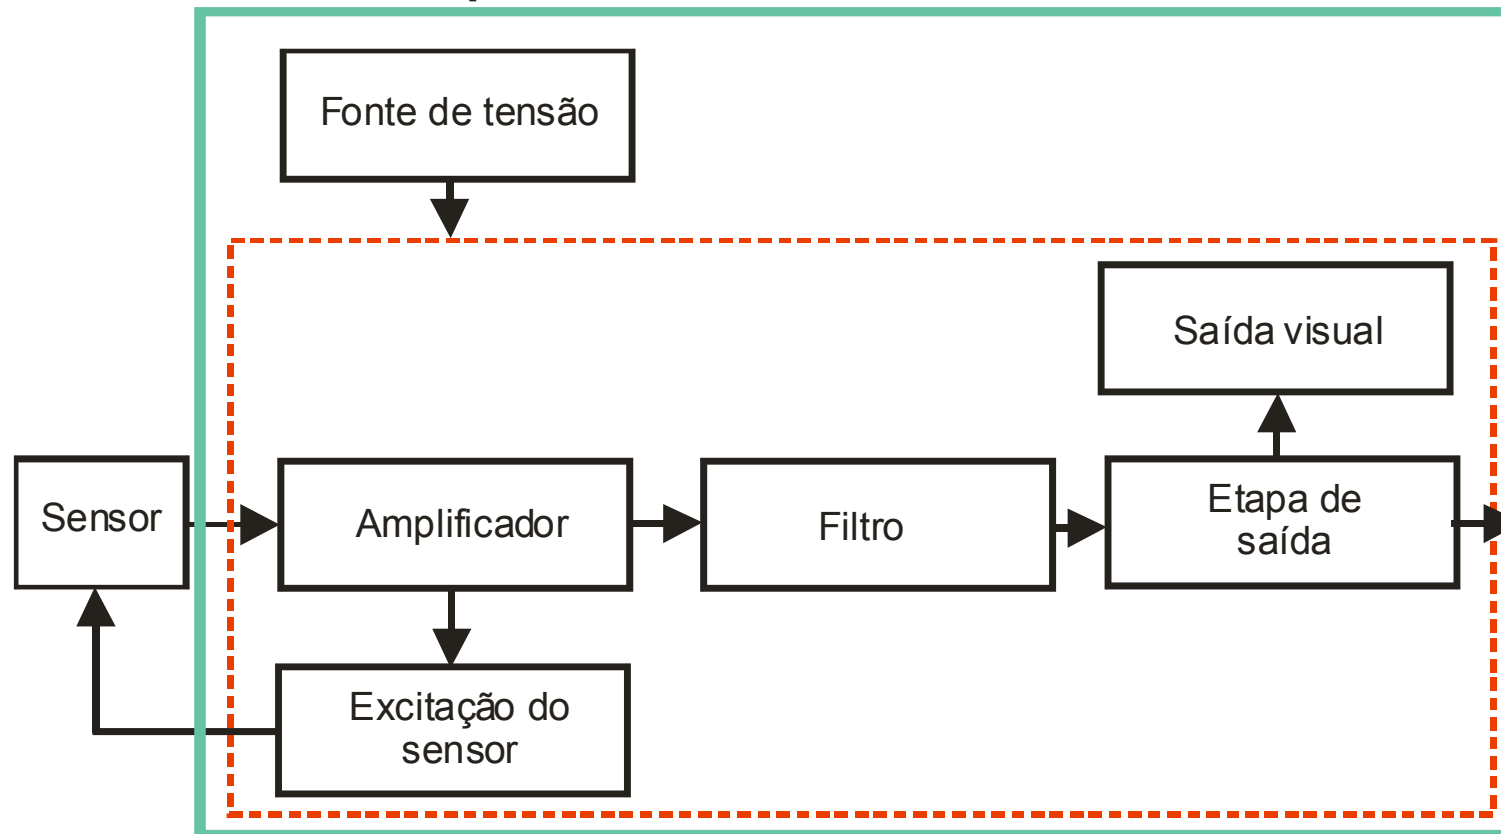 Fonte de tensão
Saída visual
Sensor
Amplificador
Filtro
Etapa de
saída
Excitação do
sensor